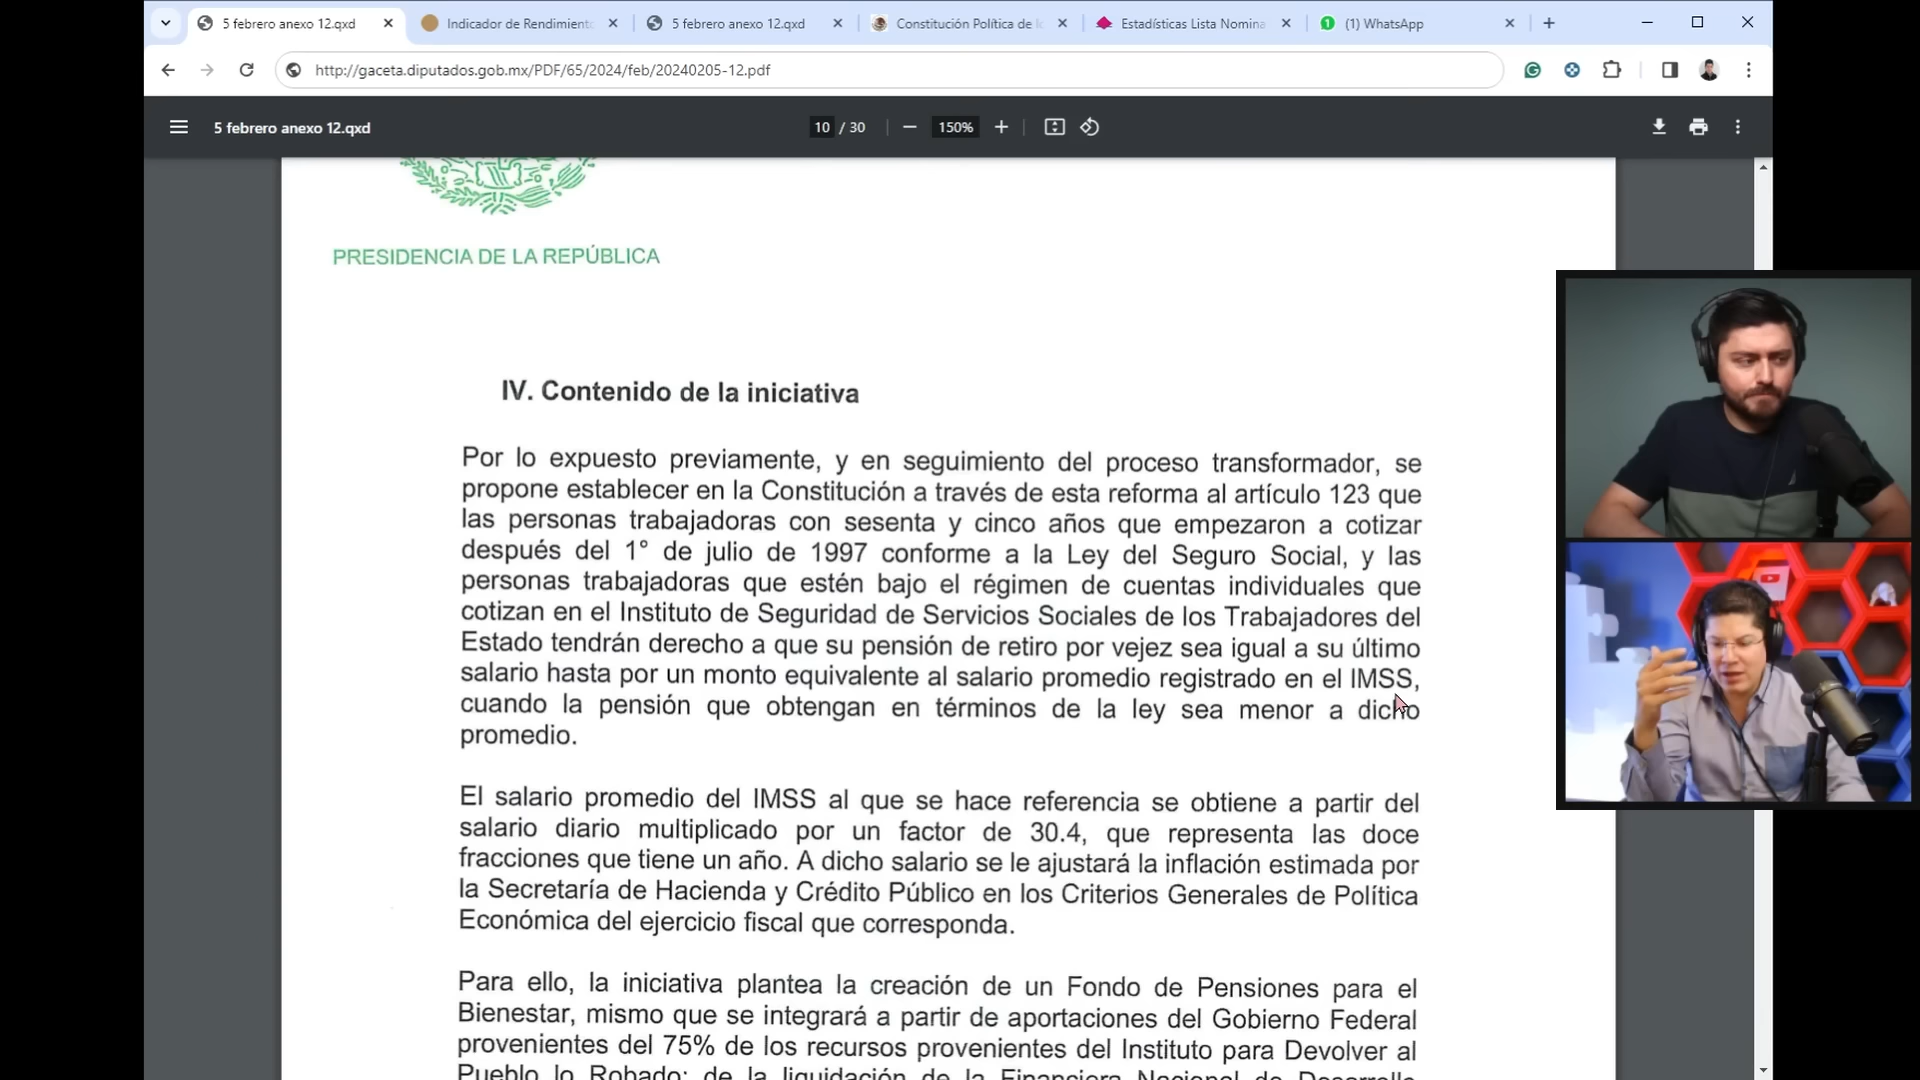 5 febrero anexo 12.qxd
Indicador de Rendimiento
5 febrero anexo 12.qxd
Constitución Política de l
Estadísticas Lista Nomina
(1) WhatsApp
http://gaceta.diputados.gob.mx/PDF/65/2024/feb/20240205-12.pdf
5 febrero anexo 12.qxd
10 / 30
150%
PRESIDENCIA DE LA REPÚBLICA
IV. Contenido de la iniciativa
Por lo expuesto previamente, y en seguimiento del proceso transformador, se
propone establecer en la Constitución a través de esta reforma al artículo 123 que
las personas trabajadoras con sesenta y cinco años que empezaron a cotizar
después del 1° de julio de 1997 conforme a la Ley del Seguro Social, y las
personas trabajadoras que estén bajo el régimen de cuentas individuales que
cotizan en el Instituto de Seguridad de Servicios Sociales de los Trabajadores del
Estado tendrán derecho a que su pensión de retiro por vejez sea igual a su último
salario hasta por un monto equivalente al salario promedio registrado en el IMSS,
cuando la pensión que obtengan en términos de la ley sea menor a dicho
promedio.
El salario promedio del IMSS al que se hace referencia se obtiene a partir del
salario diario multiplicado por un factor de 30.4, que representa las doce
fracciones que tiene un año. A dicho salario se le ajustará la inflación estimada por
la Secretaría de Hacienda y Crédito Público en los Criterios Generales de Política
Económica del ejercicio fiscal que corresponda.
Para ello, la iniciativa plantea la creación de un Fondo de Pensiones para el
Bienestar, mismo que se integrará a partir de aportaciones del Gobierno Federal
provenientes del 75% de los recursos provenientes del Instituto para Devolver al
Pueblo lo Robado; de la liquidación de la Financiera Nacional de Desarrollo